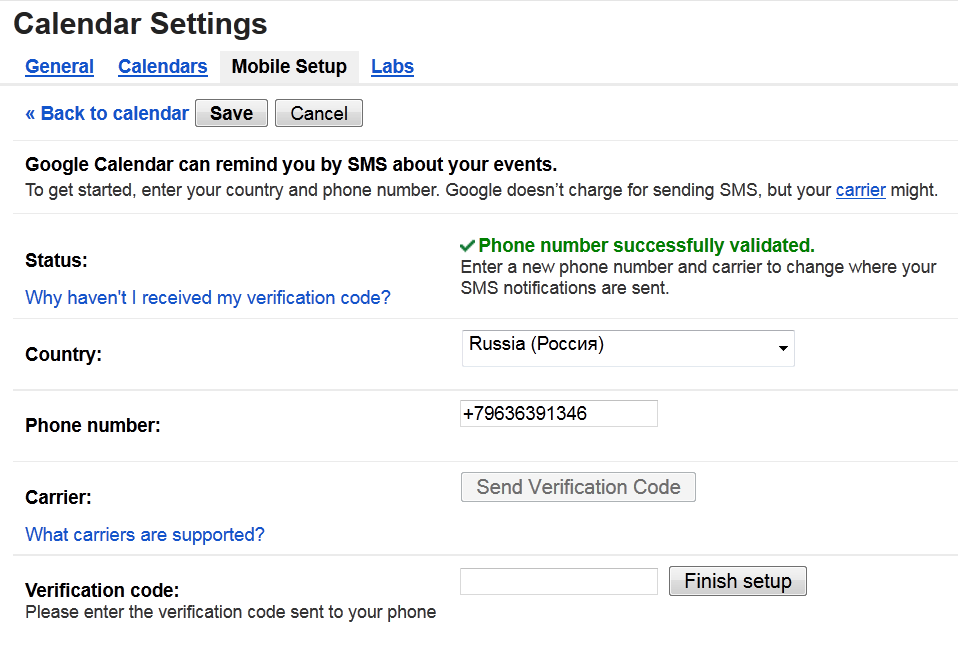 Calendar Settings
General Calendars Mobile Setup Labs
« Back to calendar Save Cancel
Google Calendar can remind you by SMS about your events.
To get started, enter your country and phone number. Google doesn't charge for sending SMS, but your carrier might.
Status:
Phone number successfully validated.
Enter a new phone number and carrier to change where your
SMS notifications are sent.
Why haven't I received my verification code?
Country:
Russia (Россия)
Phone number:
+79636391346
Carrier:
Send Verification Code
What carriers are supported?
Verification code:
Finish setup
Please enter the verification code sent to your phone